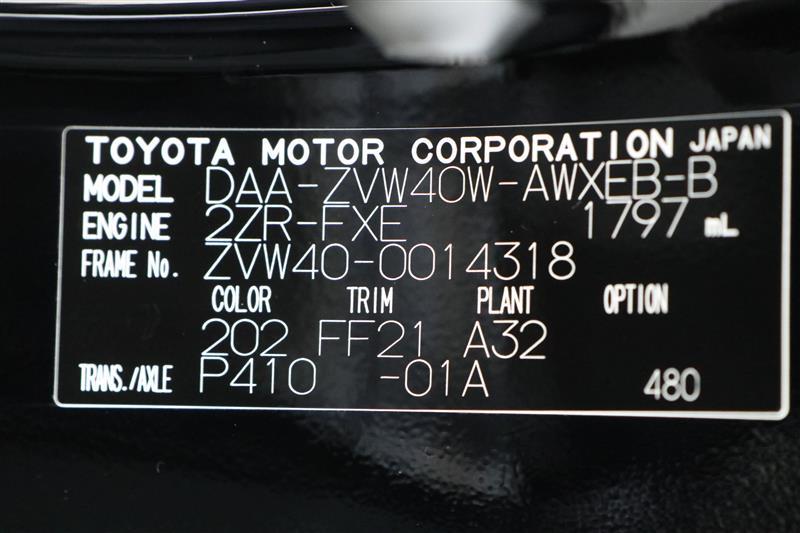 TOYOTA MOTOR CORPORATION JAPAN
MODEL DAA-ZVW40W-AWXEB-B
ENGINE 2ZR-FXE 1797 mL
FRAME No. ZVW40-0014318
COLOR TRIM PLANT OPTION
202 FF21 A32
TRANS./AXLE P410 -01A 480